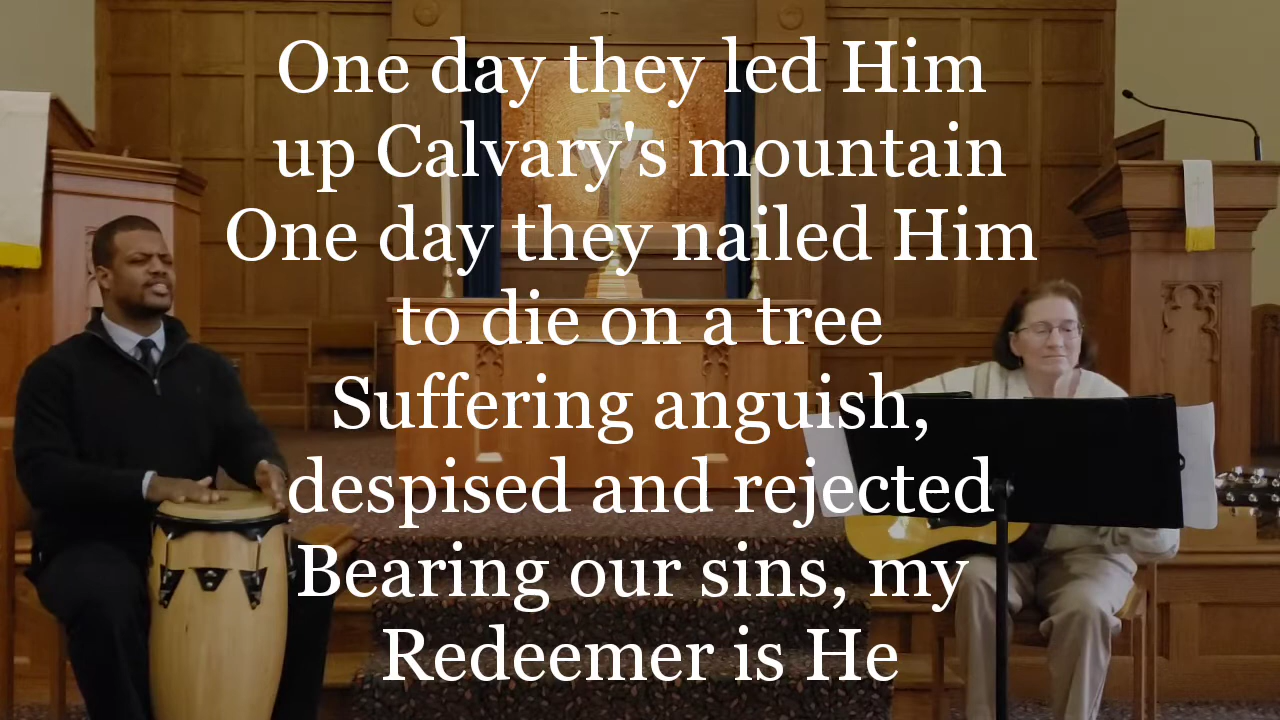 One day they led Him
up Calvary's mountain
One day they nailed Him
to die on a tree
Suffering anguish,
despised and rejected
Bearing our sins, my
Redeemer is He